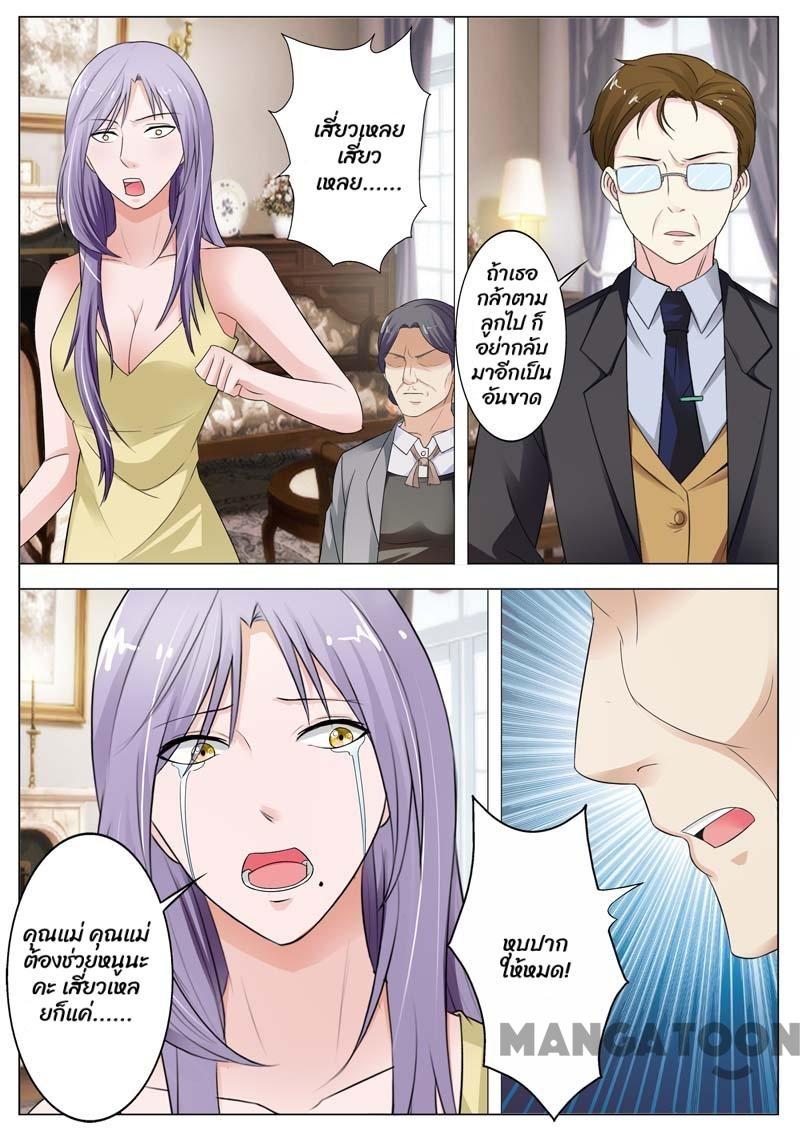 เสี่ยวเหลย
เสี่ยว
เหลย......
ถ้าเธอ
กล้าตาม
ลูกไป ก็
อย่ากลับ
มาอีกเป็น
อันขาด
คุณแม่ คุณแม่
ต้องช่วยหนูนะ
คะ เสี่ยวเหล
ยก็แค่......
หุบปาก
ให้หมด!
MANGATOON